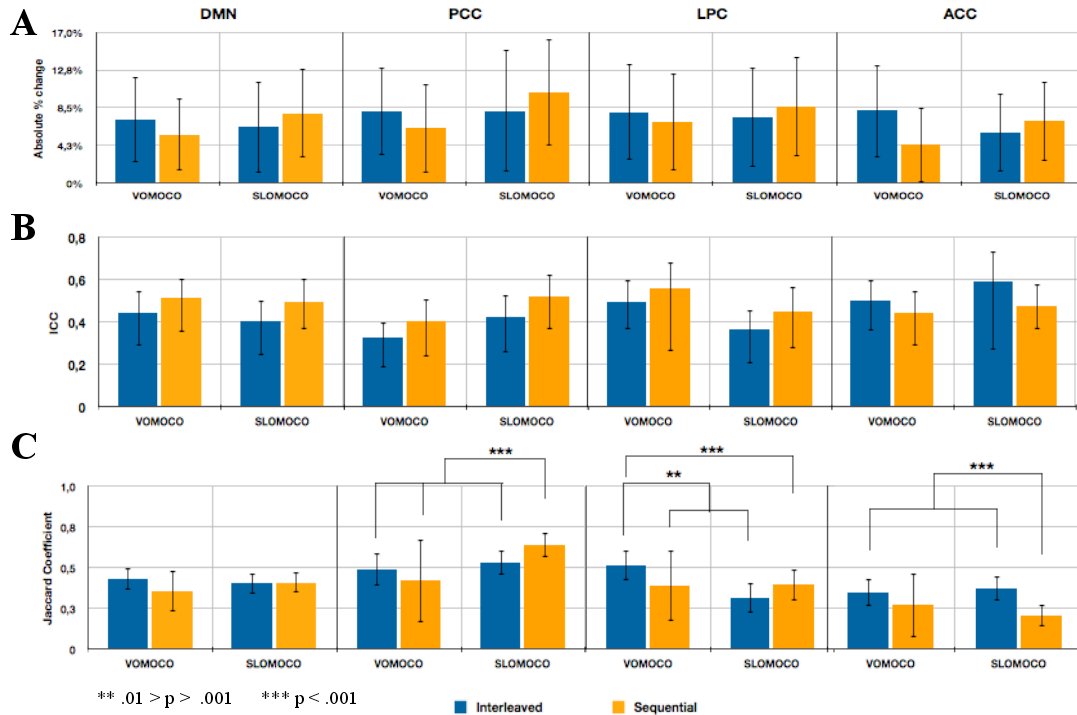 A
DMN PCC LPC ACC
Absolute % change
17,0%
12,8%
8,5%
4,3%
0%
VOMOCO SLOMOCO VOMOCO SLOMOCO VOMOCO SLOMOCO VOMOCO SLOMOCO
B
ICC
0,8
0,6
0,4
0,2
0
VOMOCO SLOMOCO VOMOCO SLOMOCO VOMOCO SLOMOCO VOMOCO SLOMOCO
C
*** *** ** ***
Jaccard Coefficient
1,0
0,8
0,5
0,3
0
VOMOCO SLOMOCO VOMOCO SLOMOCO VOMOCO SLOMOCO VOMOCO SLOMOCO
** .01 > p > .001 *** p < .001
Interleaved Sequential